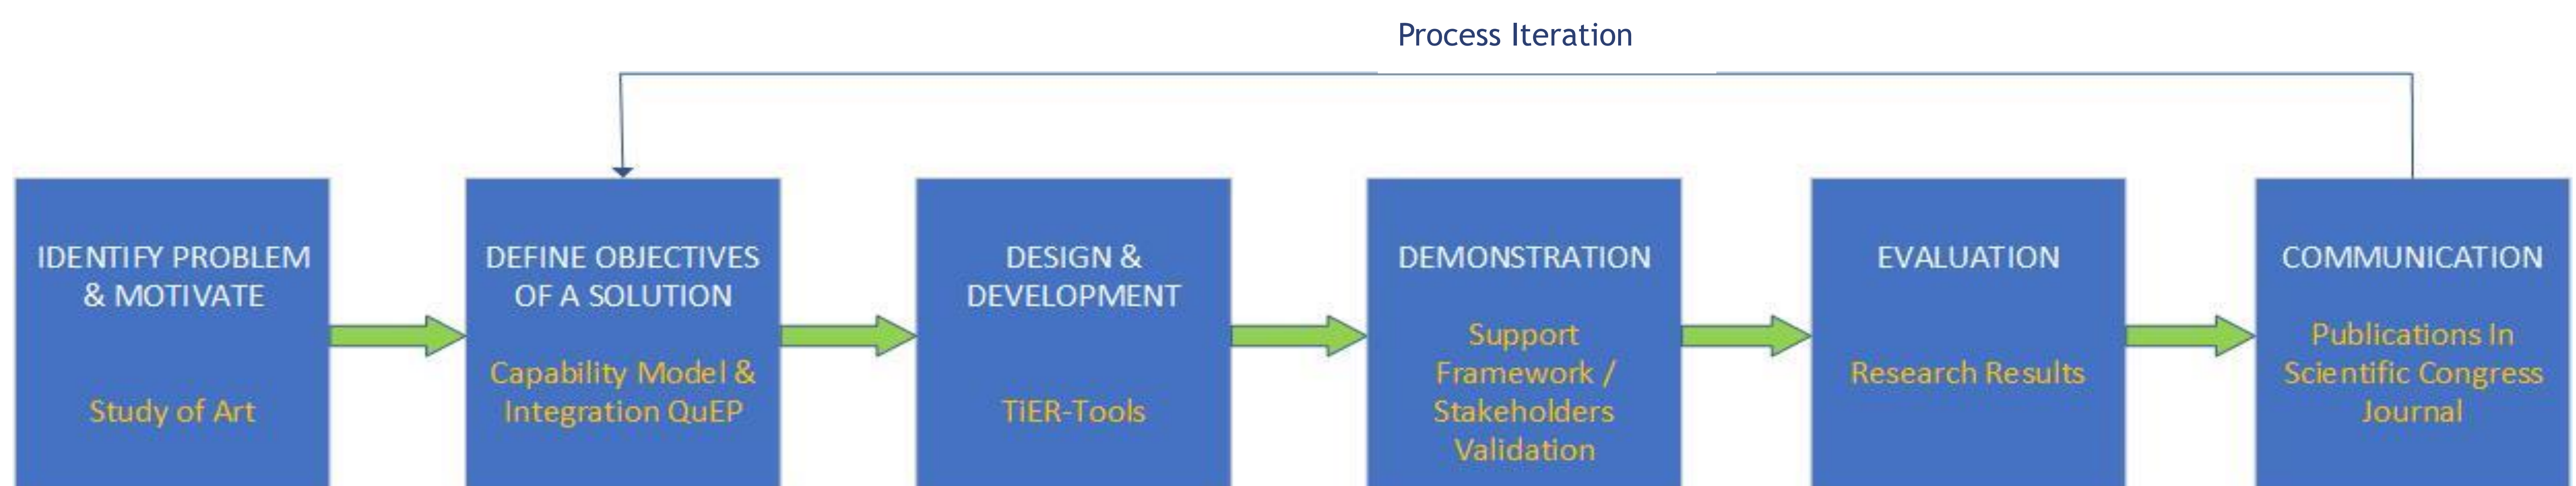 Process Iteration
IDENTIFY PROBLEM
& MOTIVATE
Study of Art
DEFINE OBJECTIVES
OF A SOLUTION
Capability Model &
Integration QuEP
DESIGN &
DEVELOPMENT
TiER-Tools
DEMONSTRATION
Support
Framework /
Stakeholders
Validation
EVALUATION
Research Results
COMMUNICATION
Publications In
Scientific Congress
Journal